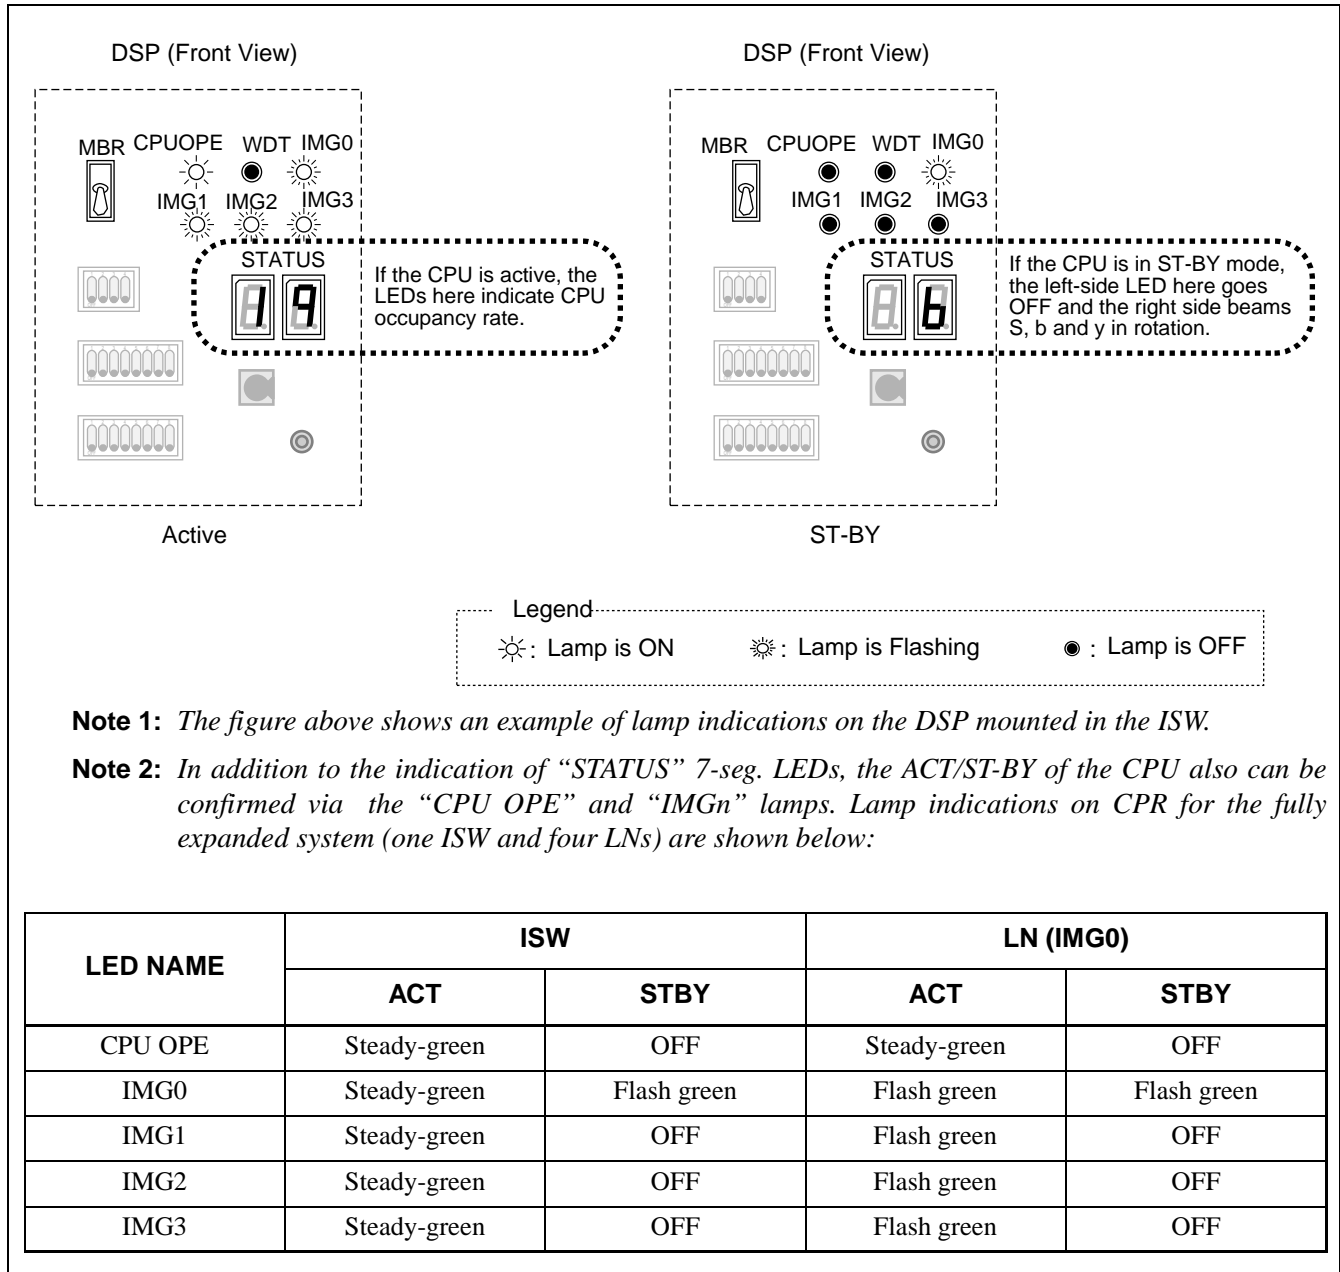 DSP (Front View)
MBR CPUOPE WDT IMG0
IMG1 IMG2 IMG3
STATUS
19
If the CPU is active, the
LEDs here indicate CPU
occupancy rate.
Active
DSP (Front View)
MBR CPUOPE WDT IMG0
IMG1 IMG2 IMG3
STATUS
b
If the CPU is in ST-BY mode,
the left-side LED here goes
OFF and the right side beams
S, b and y in rotation.
ST-BY
Legend
: Lamp is ON : Lamp is Flashing : Lamp is OFF
Note 1: The figure above shows an example of lamp indications on the DSP mounted in the ISW.
Note 2: In addition to the indication of “STATUS” 7-seg. LEDs, the ACT/ST-BY of the CPU also can be
confirmed via the “CPU OPE” and “IMGn” lamps. Lamp indications on CPR for the fully
expanded system (one ISW and four LNs) are shown below:
LED NAME ISW LN (IMG0)
ACT STBY ACT STBY
CPU OPE Steady-green OFF Steady-green OFF
IMG0 Steady-green Flash green Flash green Flash green
IMG1 Steady-green OFF Flash green OFF
IMG2 Steady-green OFF Flash green OFF
IMG3 Steady-green OFF Flash green OFF